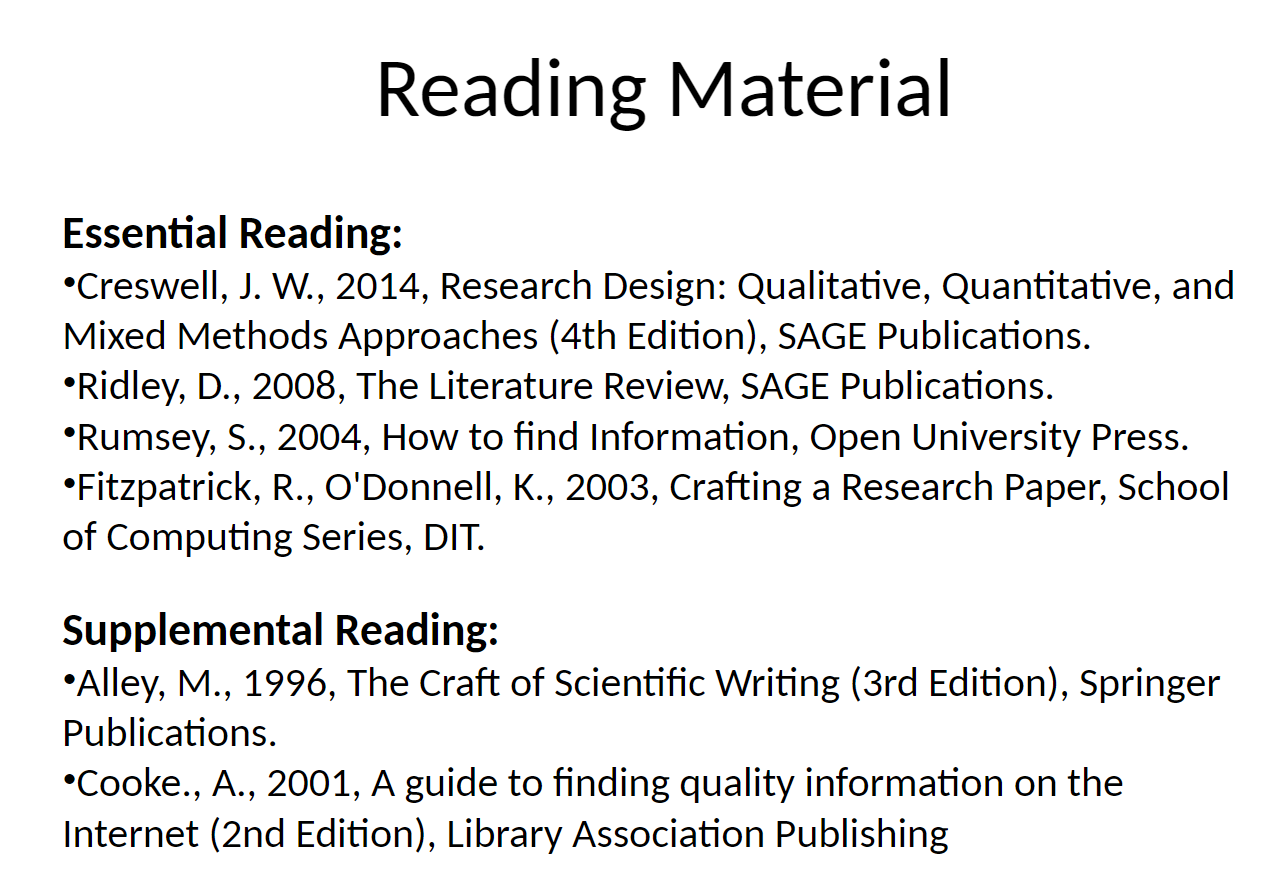 Reading Material
Essential Reading:
•Creswell, J. W., 2014, Research Design: Qualitative, Quantitative, and
Mixed Methods Approaches (4th Edition), SAGE Publications.
•Ridley, D., 2008, The Literature Review, SAGE Publications.
•Rumsey, S., 2004, How to find Information, Open University Press.
•Fitzpatrick, R., O'Donnell, K., 2003, Crafting a Research Paper, School
of Computing Series, DIT.
Supplemental Reading:
•Alley, M., 1996, The Craft of Scientific Writing (3rd Edition), Springer
Publications.
•Cooke., A., 2001, A guide to finding quality information on the
Internet (2nd Edition), Library Association Publishing